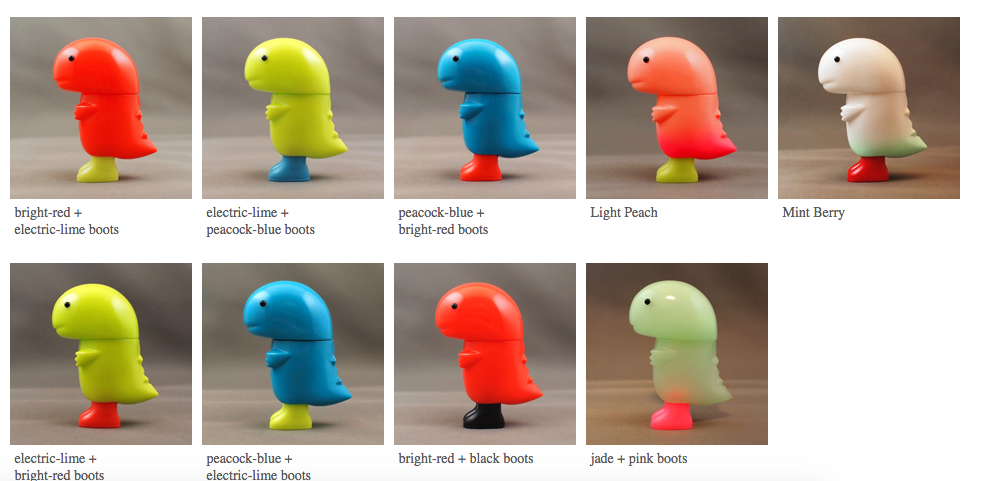 bright-red +
electric-lime boots
electric-lime +
peacock-blue boots
peacock-blue +
bright-red boots
Light Peach
Mint Berry
electric-lime +
bright-red boots
peacock-blue +
electric-lime boots
bright-red + black boots
jade + pink boots